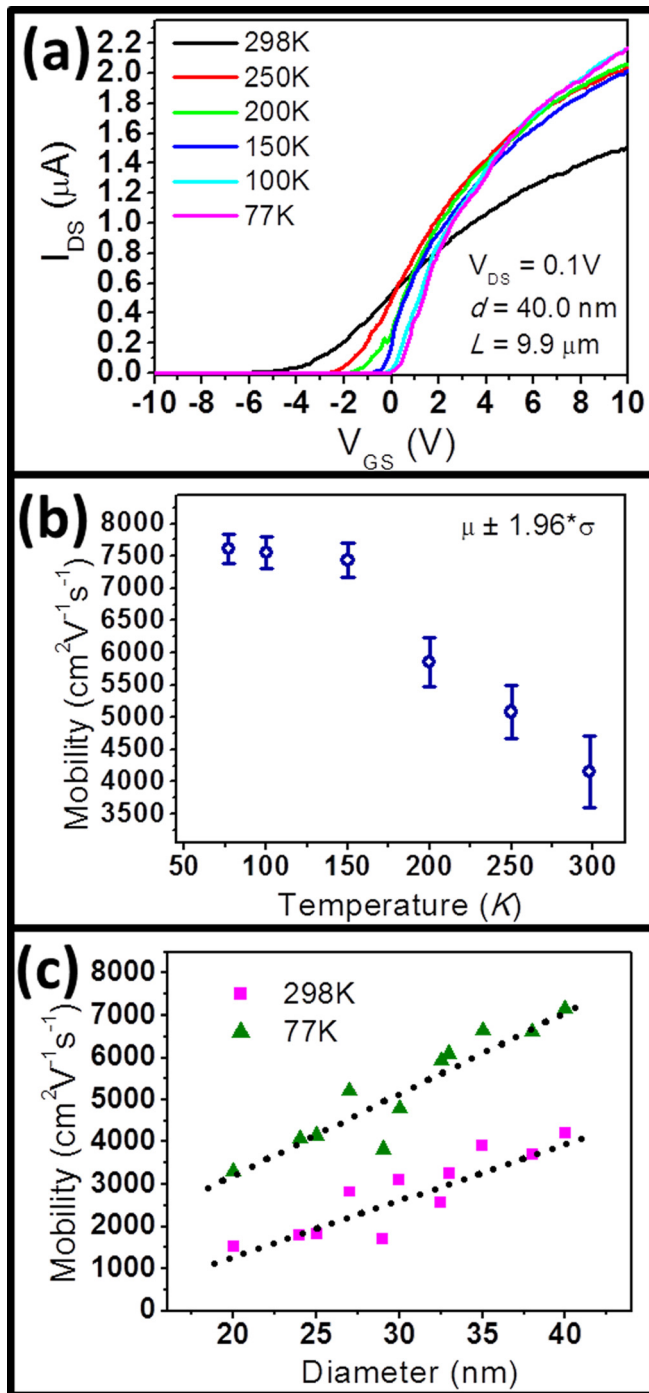 (a)
298K
250K
200K
150K
100K
77K
V_DS = 0.1V
d = 40.0 nm
L = 9.9 μm
I_DS (μA)
2.2
2.0
1.8
1.6
1.4
1.2
1.0
0.8
0.6
0.4
0.2
0.0
-10 -8 -6 -4 -2 0 2 4 6 8 10
V_GS (V)
(b)
μ ± 1.96*σ
Mobility (cm²V⁻¹s⁻¹)
8000
7500
7000
6500
6000
5500
5000
4500
4000
3500
50 100 150 200 250 300
Temperature (K)
(c)
298K
77K
Mobility (cm²V⁻¹s⁻¹)
8000
7000
6000
5000
4000
3000
2000
1000
0
20 25 30 35 40
Diameter (nm)